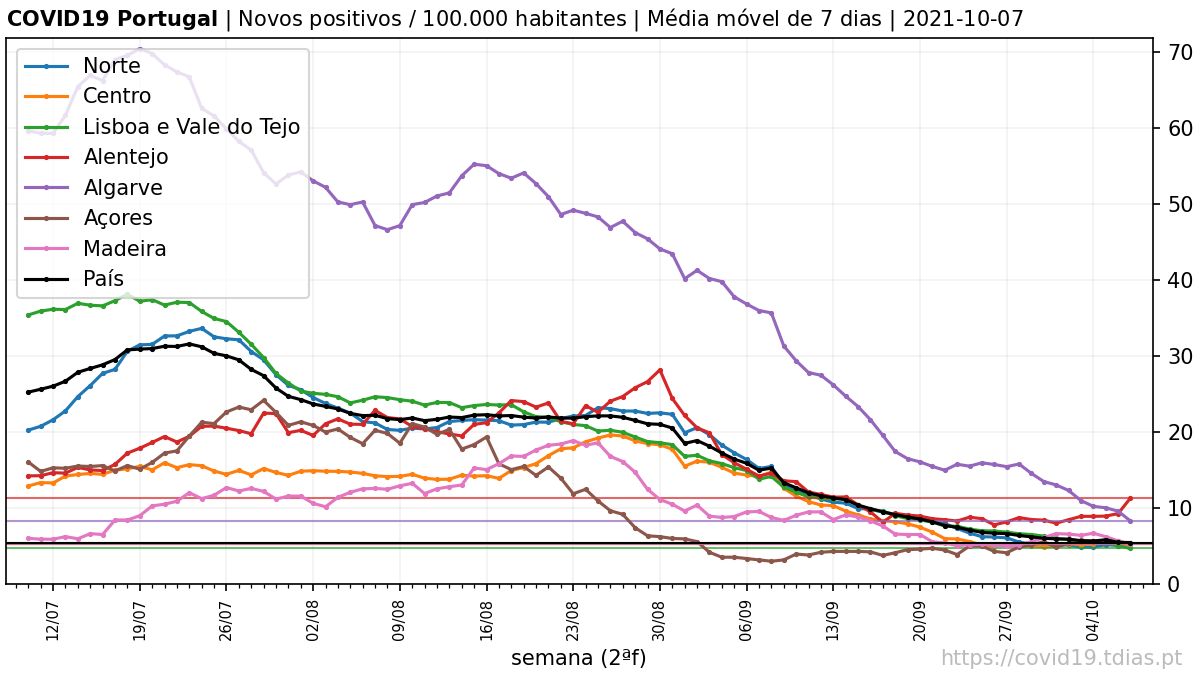 COVID19 Portugal | Novos positivos / 100.000 habitantes | Média móvel de 7 dias | 2021-10-07
Norte
Centro
Lisboa e Vale do Tejo
Alentejo
Algarve
Açores
Madeira
País
70
60
50
40
30
20
10
0
12/07
19/07
26/07
02/08
09/08
16/08
23/08
30/08
06/09
13/09
20/09
27/09
04/10
semana (2ªf)
https://covid19.tdias.pt